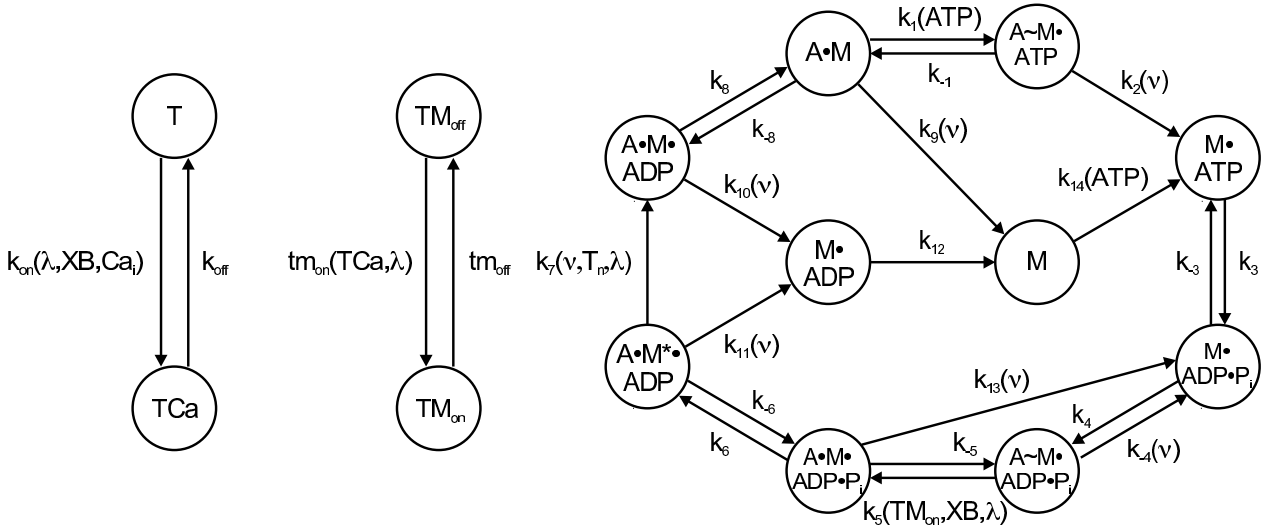 T
TCa
k_on(λ,XB,Ca_i)
k_off
TM_off
TM_on
tm_on(TCa,λ)
tm_off
A•M
k_1(ATP)
k_-1
A~M•
ATP
k_2(ν)
k_8
k_-8
k_9(ν)
A•M•
ADP
M•
ATP
k_10(ν)
k_14(ATP)
M•
ADP
k_12
M
k_7(ν,T_n,λ)
k_-3
k_3
k_11(ν)
A•M*•
ADP
M•
ADP•P_i
k_13(ν)
k_-6
k_6
k_4
k_-4(ν)
A•M•
ADP•P_i
k_-5
A~M•
ADP•P_i
k_5(TM_on,XB,λ)